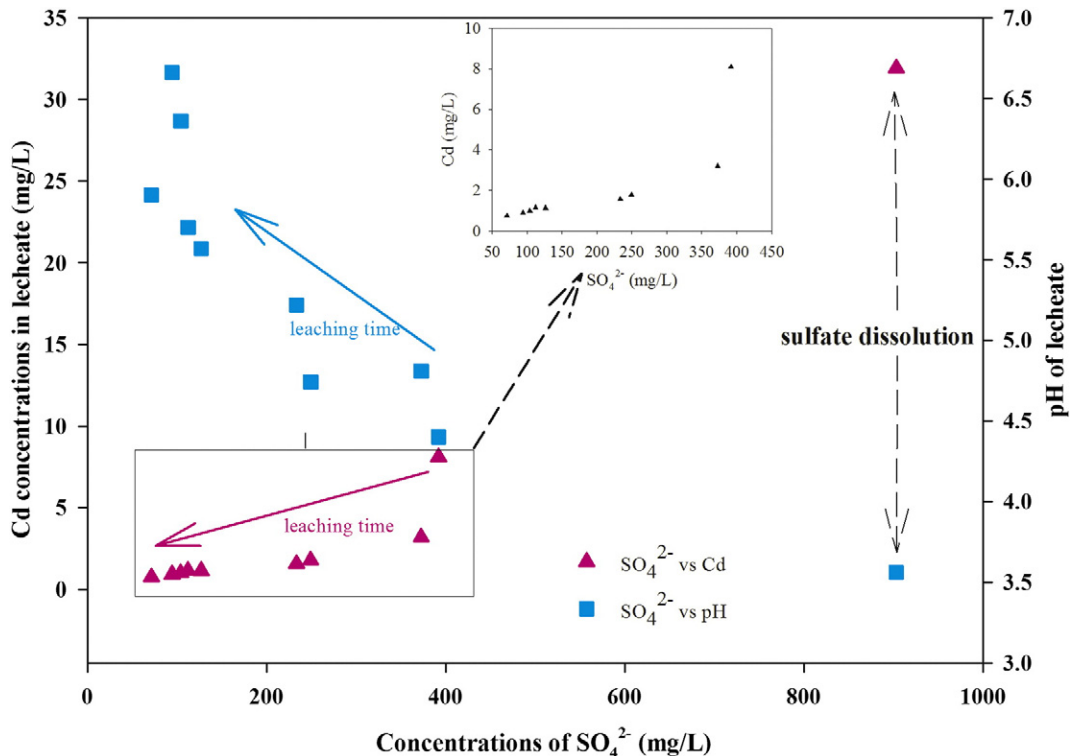 35
30
25
20
15
10
5
0
Cd concentrations in lecheate (mg/L)
7.0
6.5
6.0
5.5
5.0
4.5
4.0
3.5
3.0
pH of lecheate
0
200
400
600
800
1000
Concentrations of SO₄²⁻ (mg/L)
10
8
6
4
2
0
Cd (mg/L)
50 100 150 200 250 300 350 400 450
SO₄²⁻ (mg/L)
leaching time
sulfate dissolution
leaching time
SO₄²⁻ vs Cd
SO₄²⁻ vs pH